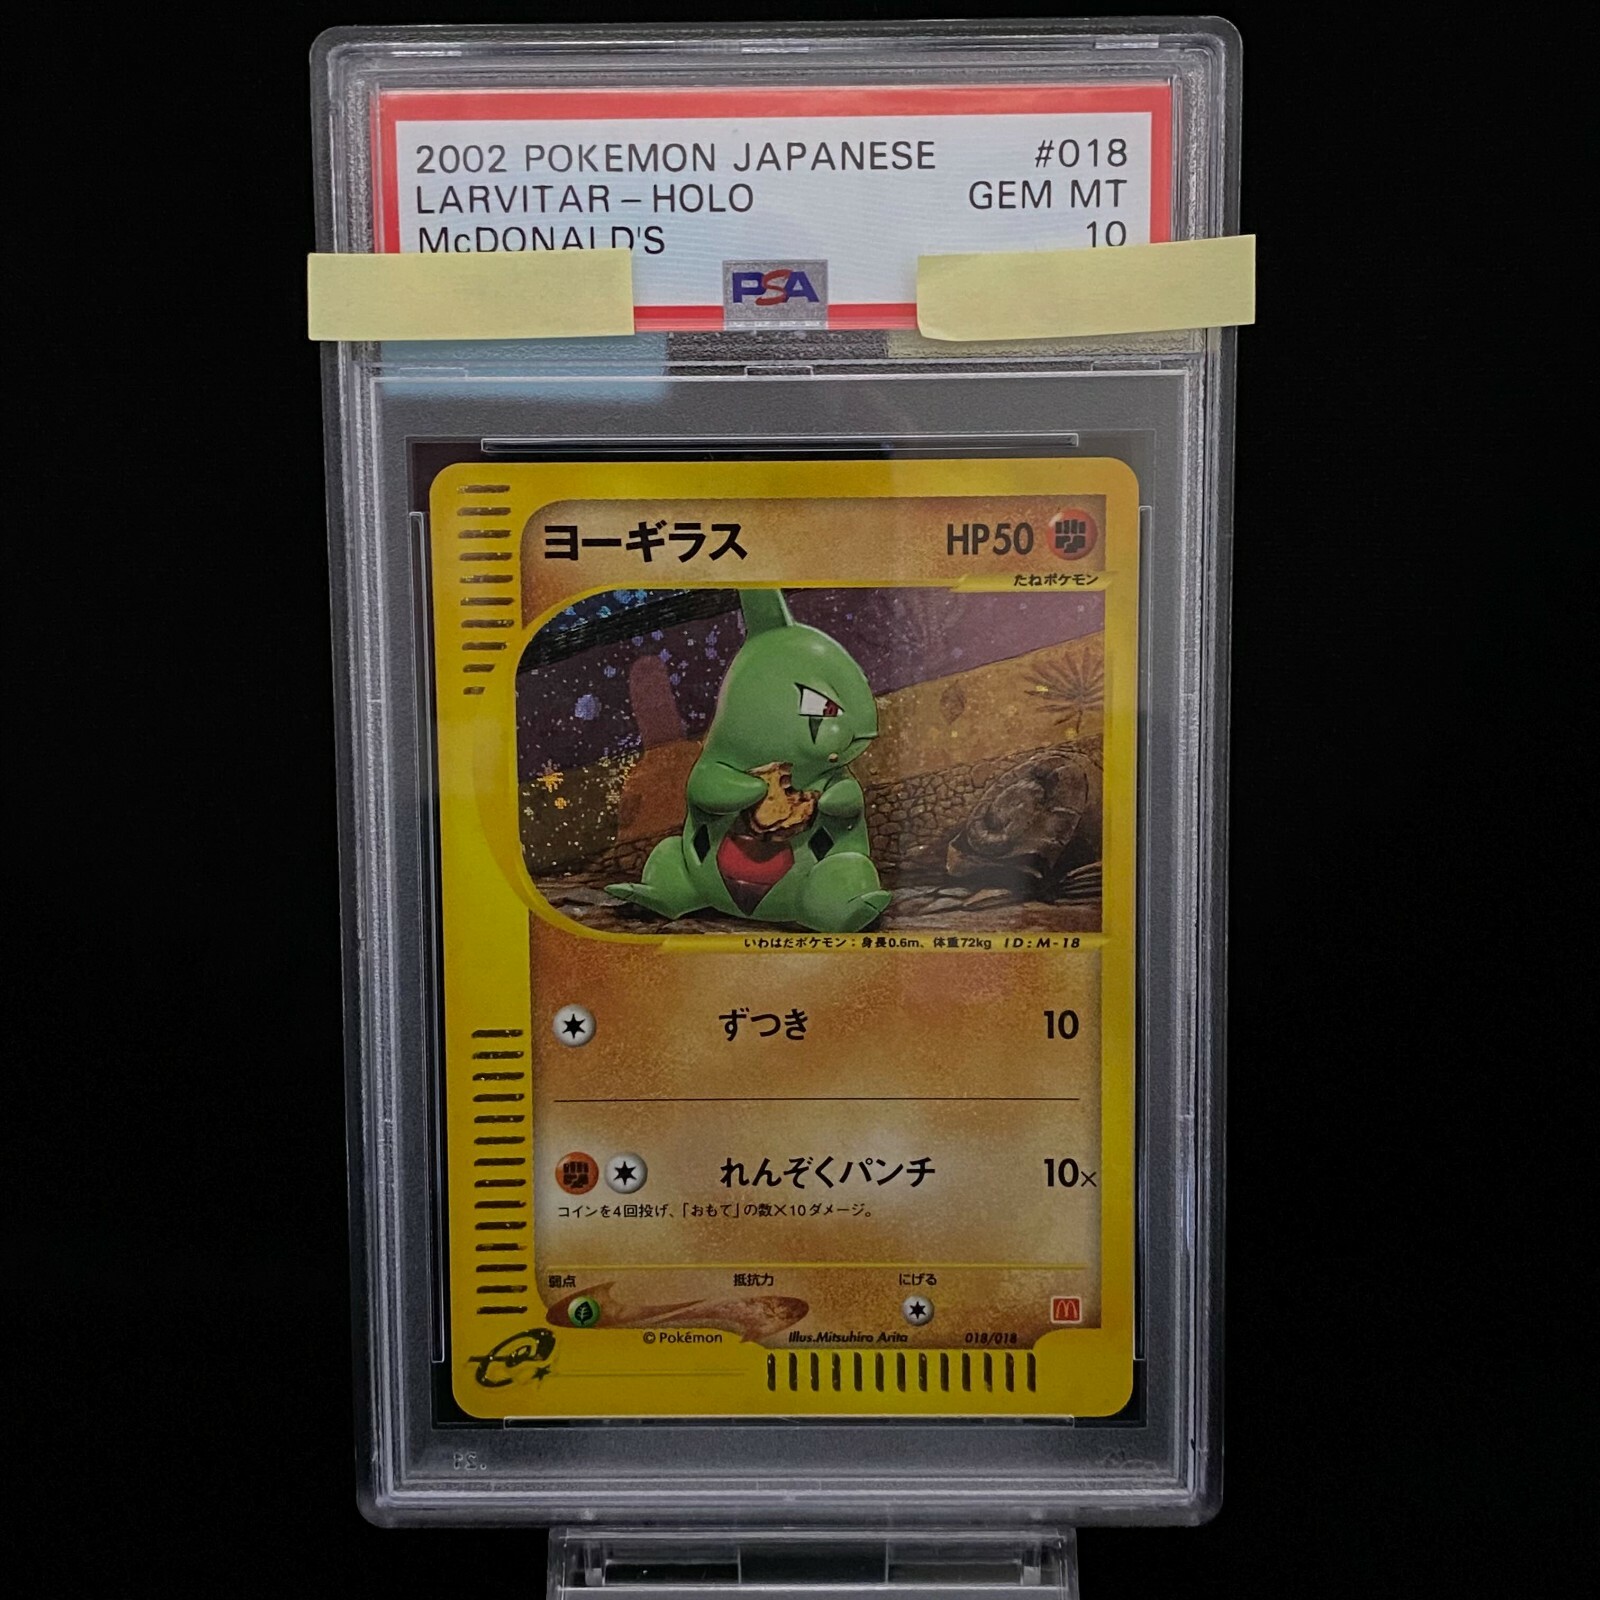 2002 POKEMON JAPANESE #018
LARVITAR - HOLO GEM MT
McDONALD'S 10
PSA
ヨーギラス HP50
たねポケモン
いわはだポケモン：身長0.6m、体重72kg ID:M-18
ずつき 10
れんぞくパンチ 10×
コインを4回投げ、「おもて」の数×10ダメージ。
弱点 抵抗力 にげる
©Pokémon Illus.Mitsuhiro Arita 018/018